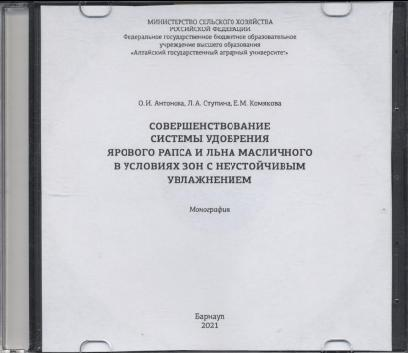 МИНИСТЕРСТВО СЕЛЬСКОГО ХОЗЯЙСТВА
РОССИЙСКОЙ ФЕДЕРАЦИИ
Федеральное государственное бюджетное образовательное
учреждение высшего образования
«Алтайский государственный аграрный университет»
О.И. Антонова, Л.А. Ступина, Е.М. Комякова
СОВЕРШЕНСТВОВАНИЕ
СИСТЕМЫ УДОБРЕНИЯ
ЯРОВОГО РАПСА И ЛЬНА МАСЛИЧНОГО
В УСЛОВИЯХ ЗОН С НЕУСТОЙЧИВЫМ
УВЛАЖНЕНИЕМ
Монография
Барнаул
2021